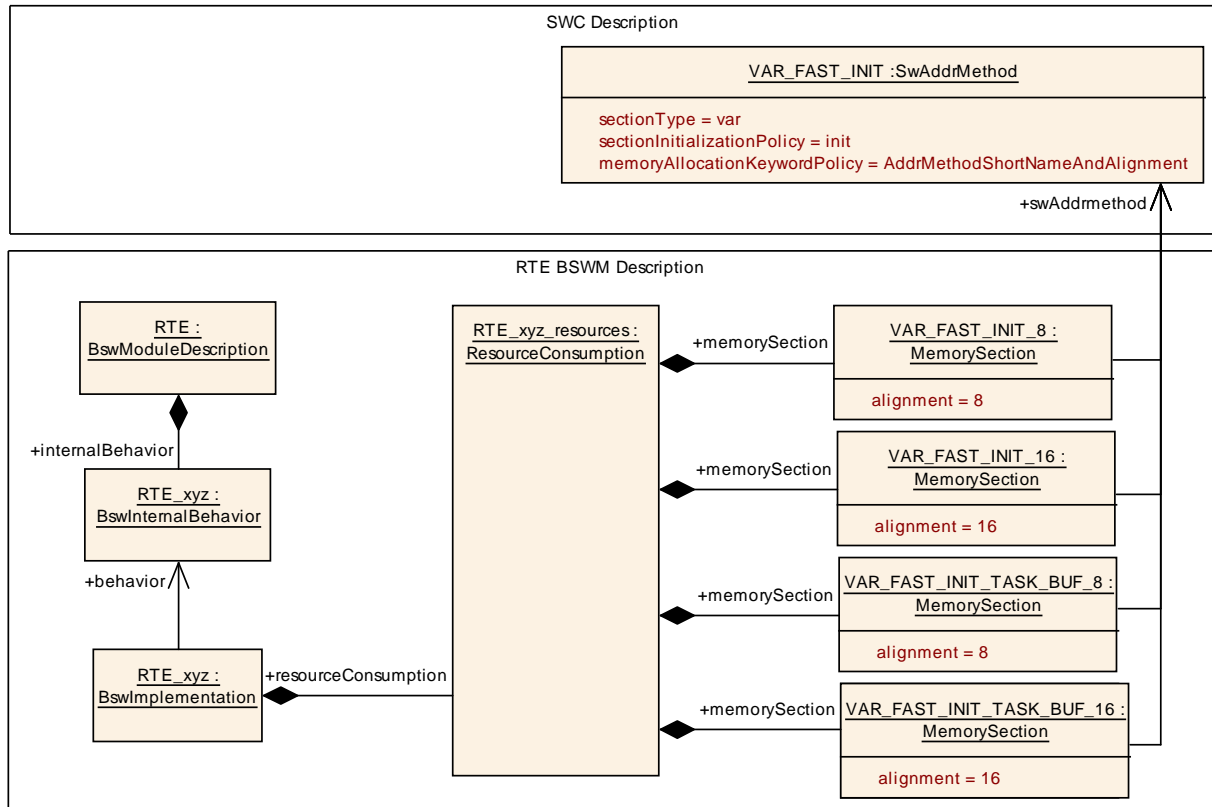 SWC Description
VAR_FAST_INIT :SwAddrMethod
sectionType = var
sectionInitializationPolicy = init
memoryAllocationKeywordPolicy = AddrMethodShortNameAndAlignment
+swAddrmethod
RTE BSWM Description
RTE :
BswModuleDescription
+internalBehavior
RTE_xyz :
BswInternalBehavior
+behavior
RTE_xyz :
BswImplementation
+resourceConsumption
RTE_xyz_resources :
ResourceConsumption
+memorySection
VAR_FAST_INIT_8 :
MemorySection
alignment = 8
+memorySection
VAR_FAST_INIT_16 :
MemorySection
alignment = 16
+memorySection
VAR_FAST_INIT_TASK_BUF_8 :
MemorySection
alignment = 8
+memorySection
VAR_FAST_INIT_TASK_BUF_16 :
MemorySection
alignment = 16